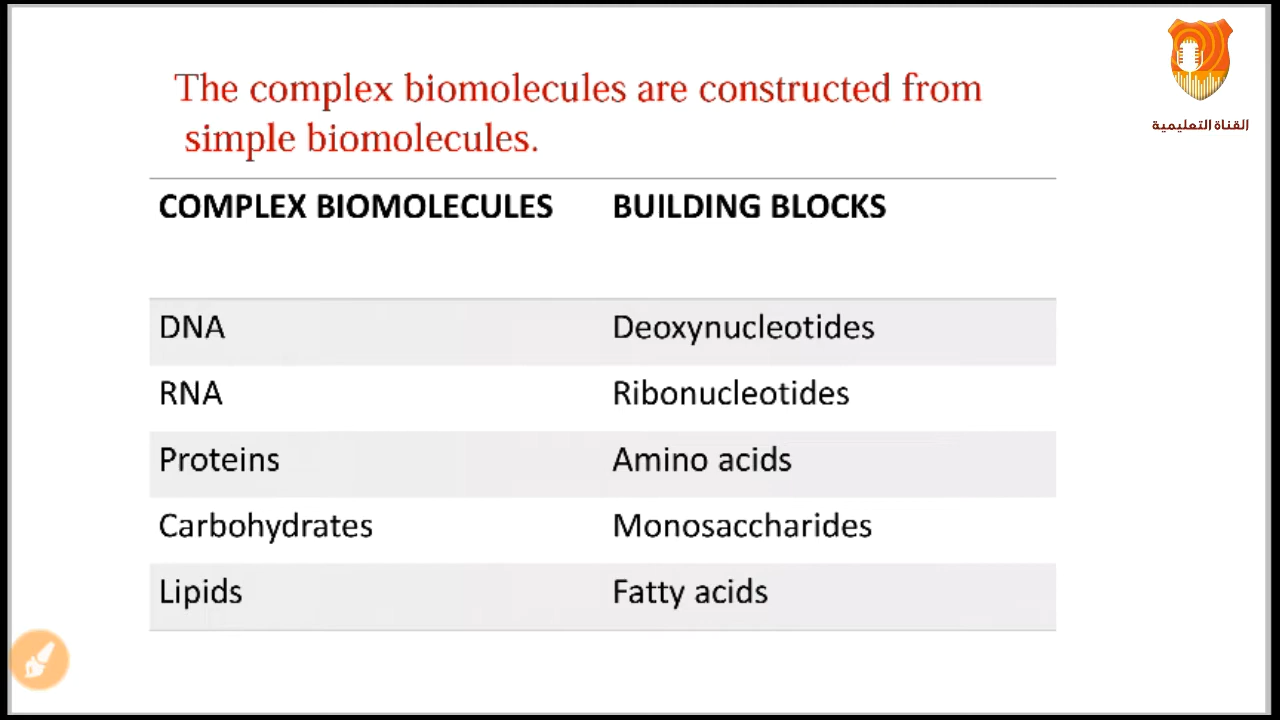 القناة التعليمية
The complex biomolecules are constructed from
simple biomolecules.
COMPLEX BIOMOLECULES BUILDING BLOCKS
DNA Deoxynucleotides
RNA Ribonucleotides
Proteins Amino acids
Carbohydrates Monosaccharides
Lipids Fatty acids